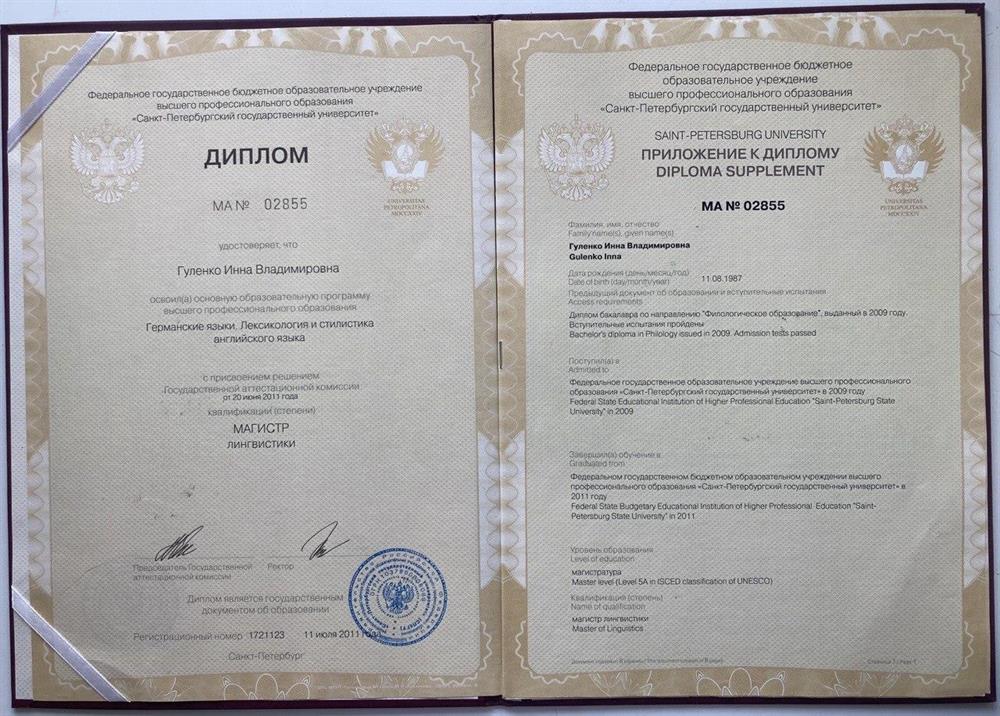 Федеральное государственное бюджетное образовательное учреждение
высшего профессионального образования
«Санкт-Петербургский государственный университет»
ДИПЛОМ
UNIVERSITAS
PETROPOLITANA
MDCCXXIV
МА № 02855
удостоверяет, что
Гуленко Инна Владимировна
освоил(а) основную образовательную программу
высшего профессионального образования
Германские языки. Лексикология и стилистика
английского языка
с присвоением решением
Государственной аттестационной комиссии
от 20 июня 2011 года
квалификации (степени)
МАГИСТР
ЛИНГВИСТИКИ
Председатель Государственной
аттестационной комиссии
Ректор
Диплом является государственным
документом об образовании
Регистрационный номер 1721123 11 июля 2011 года
Санкт-Петербург
Федеральное государственное бюджетное
образовательное учреждение
высшего профессионального образования
«Санкт-Петербургский государственный университет»
SAINT-PETERSBURG UNIVERSITY
ПРИЛОЖЕНИЕ К ДИПЛОМУ
DIPLOMA SUPPLEMENT
UNIVERSITAS
PETROPOLITANA
MDCCXXIV
МА № 02855
Фамилия, имя, отчество
Family name(s), given name(s)
Гуленко Инна Владимировна
Gulenko Inna
Дата рождения (день/месяц/год)
Date of birth (day/month/year)
11.08.1987
Предыдущий документ об образовании и вступительные испытания
Access requirements
Диплом бакалавра по направлению "Филологическое образование", выданный в 2009 году.
Вступительные испытания пройдены
Bachelor's diploma in Philology issued in 2009. Admission tests passed
Поступил(а) в
Admitted to
Федеральное государственное образовательное учреждение высшего профессионального
образования «Санкт-Петербургский государственный университет» в 2009 году
Federal State Educational Institution of Higher Professional Education "Saint-Petersburg State
University" in 2009
Завершил(а) обучение в
Graduated from
Федеральном государственном бюджетном образовательном учреждении высшего
профессионального образования «Санкт-Петербургский государственный университет» в
2011 году
Federal State Budgetary Educational Institution of Higher Professional Education "Saint-
Petersburg State University" in 2011
Уровень образования
Level of education
магистратура
Master level (Level 5A in ISCED classification of UNESCO)
Квалификация (степень)
Name of qualification
магистр лингвистики
Master of Linguistics
Страница 1 / Page 1